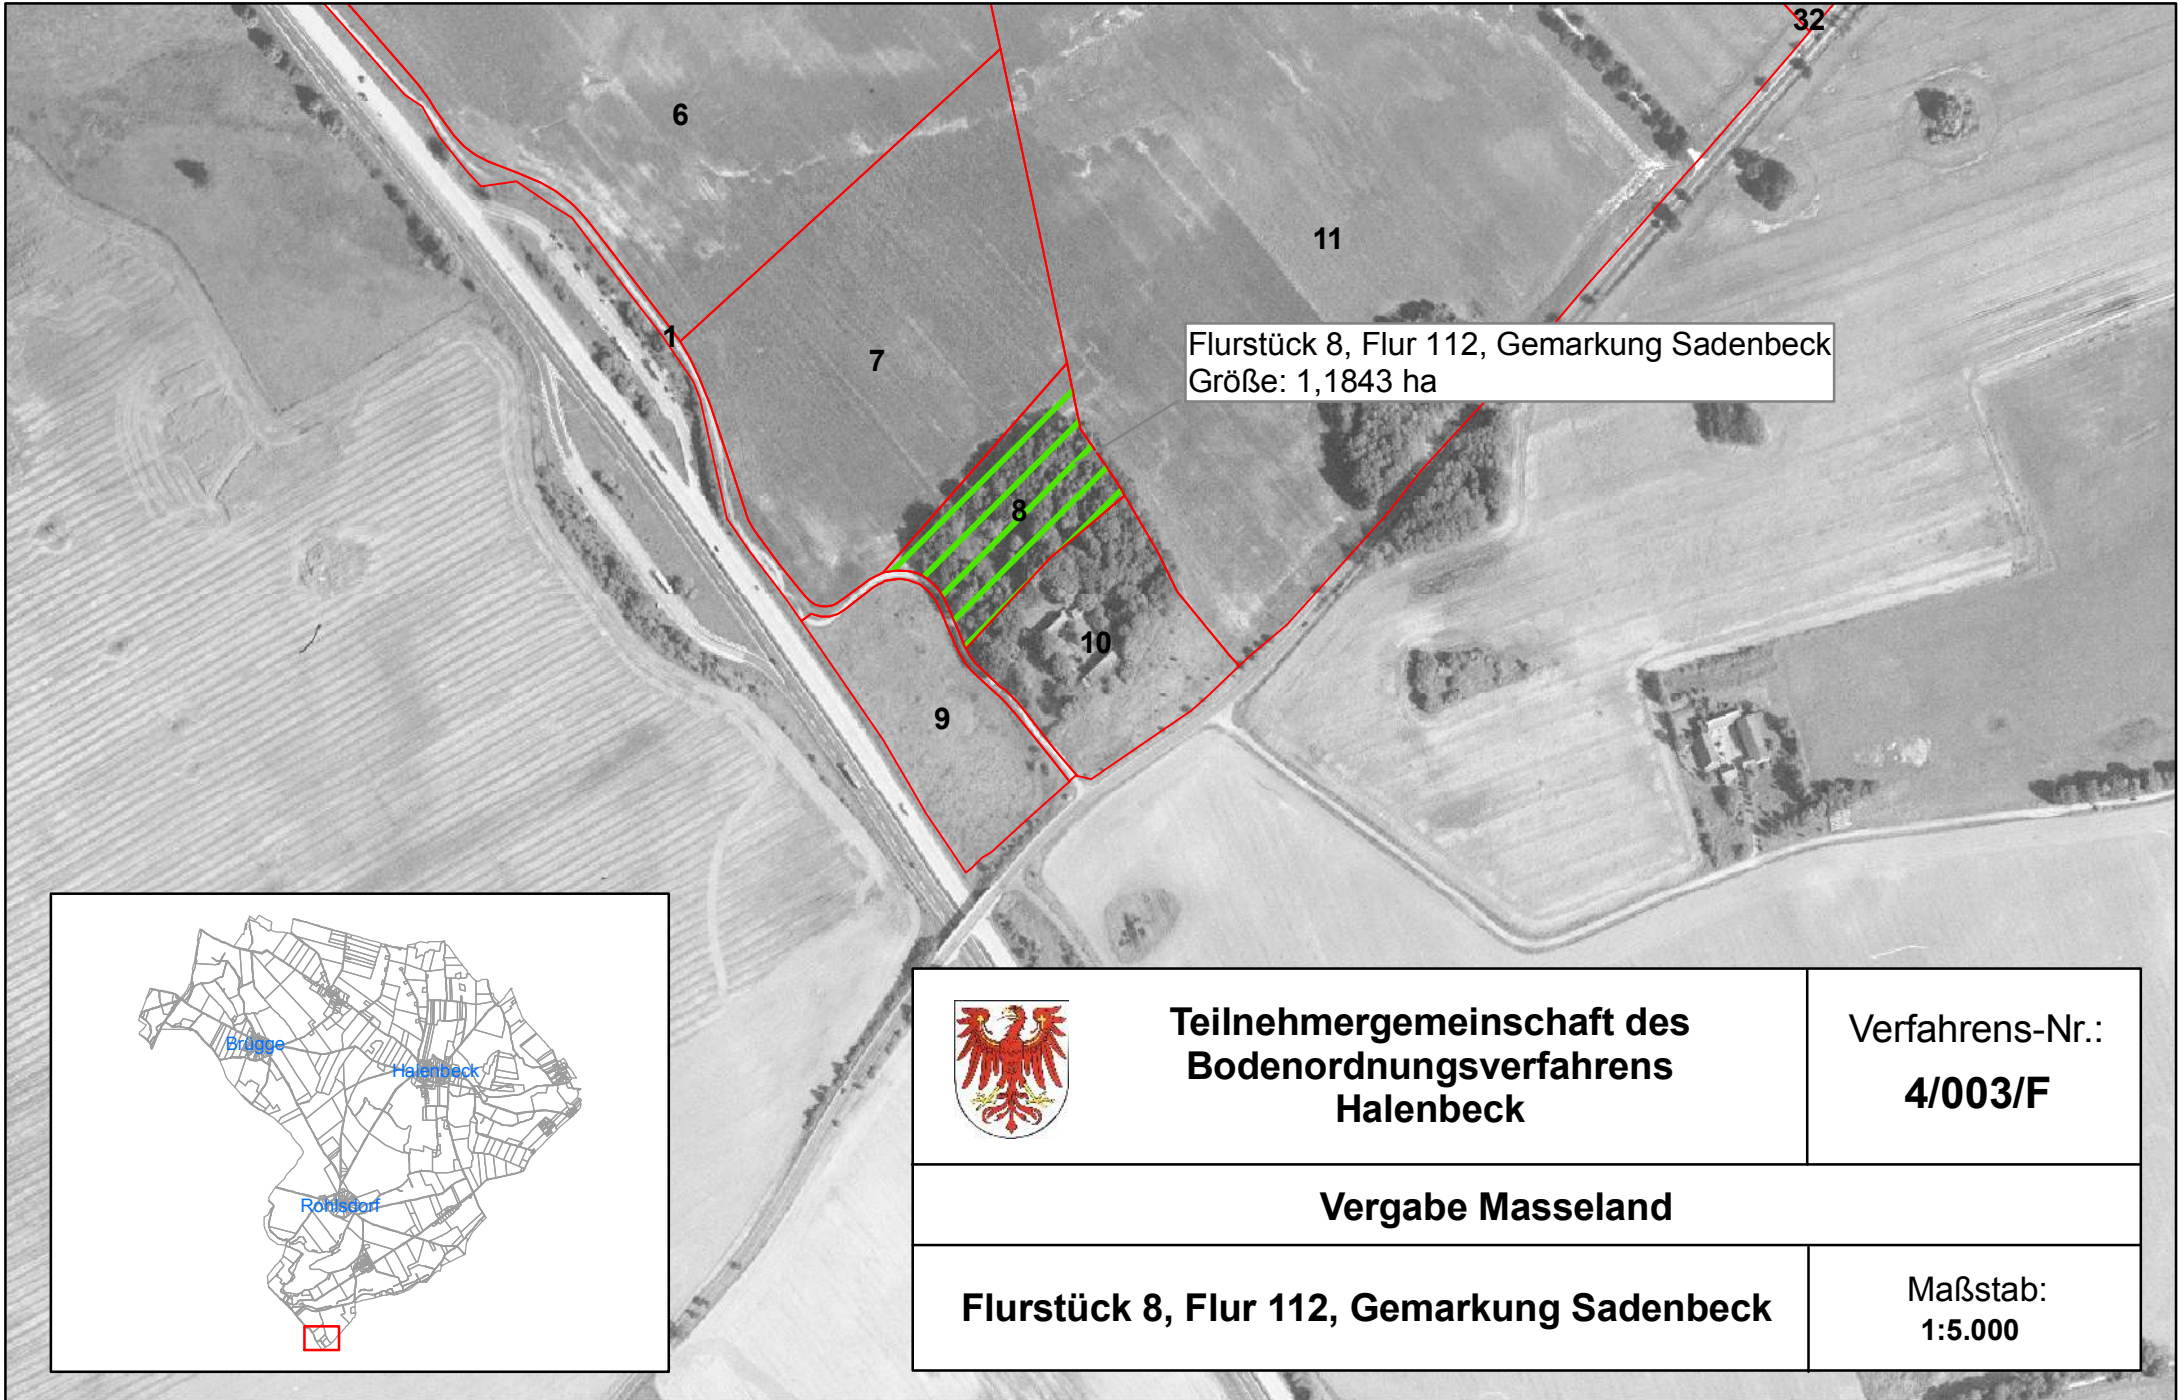 32
6
11
1
7
Flurstück 8, Flur 112, Gemarkung Sadenbeck
Größe: 1,1843 ha
8
10
9
Brügge
Halenbeck
Rohlsdorf
Teilnehmergemeinschaft des
Bodenordnungsverfahrens
Halenbeck
Verfahrens-Nr.:
4/003/F
Vergabe Masseland
Flurstück 8, Flur 112, Gemarkung Sadenbeck
Maßstab:
1:5.000